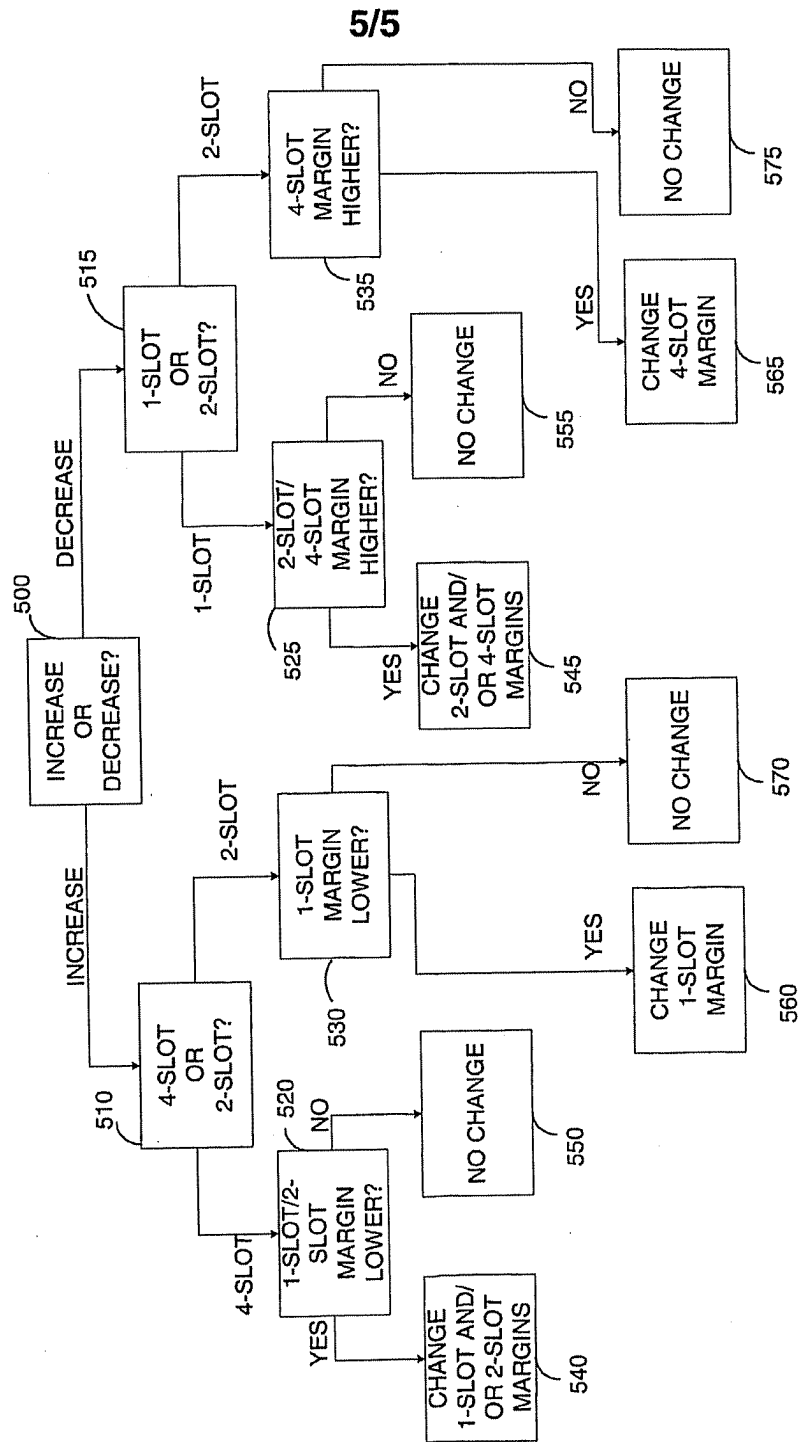 5/5
INCREASE
OR
DECREASE?
500
INCREASE
DECREASE
4-SLOT
OR
2-SLOT?
510
1-SLOT
OR
2-SLOT?
515
4-SLOT
2-SLOT
1-SLOT
2-SLOT
1-SLOT/2-
SLOT
MARGIN
LOWER?
520
1-SLOT
MARGIN
LOWER?
530
2-SLOT/
4-SLOT
MARGIN
HIGHER?
525
4-SLOT
MARGIN
HIGHER?
535
YES
NO
YES
NO
YES
NO
YES
NO
CHANGE
1-SLOT AND/
OR 2-SLOT
MARGINS
540
NO CHANGE
550
CHANGE
1-SLOT
MARGIN
560
NO CHANGE
570
CHANGE
2-SLOT AND/
OR 4-SLOT
MARGINS
545
NO CHANGE
555
CHANGE
4-SLOT
MARGIN
565
NO CHANGE
575